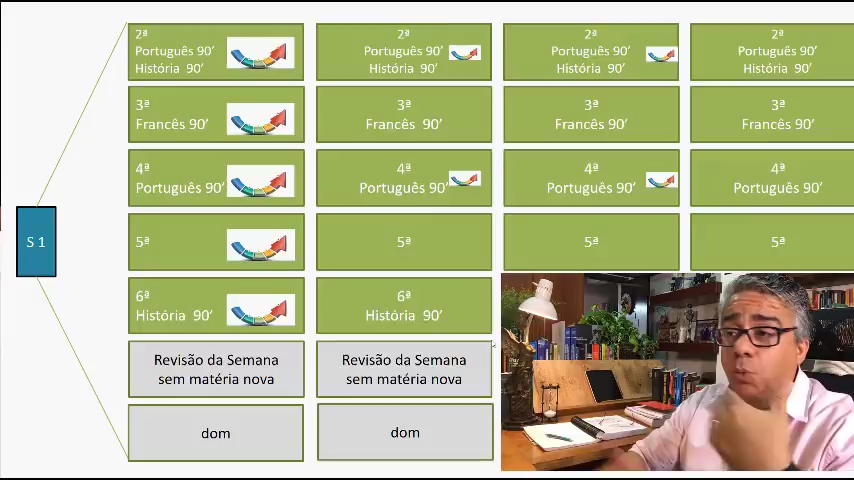 S 1
2ª
Português 90'
História 90'
3ª
Francês 90'
4ª
Português 90'
5ª
6ª
História 90'
Revisão da Semana
sem matéria nova
dom
2ª
Português 90'
História 90'
3ª
Francês 90'
4ª
Português 90'
5ª
6ª
História 90'
Revisão da Semana
sem matéria nova
dom
2ª
Português 90'
História 90'
3ª
Francês 90'
4ª
Português 90'
5ª
2ª
Português 90'
História 90'
3ª
Francês 90'
4ª
Português 90'
5ª